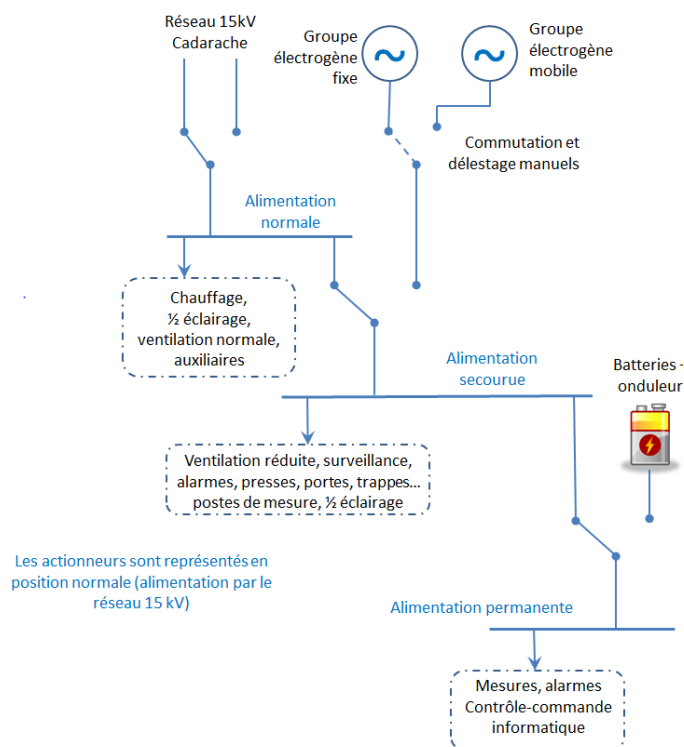 Réseau 15kV
Cadarache
Groupe
électrogène
fixe
Groupe
électrogène
mobile
Commutation et
délestage manuels
Alimentation
normale
Chauffage,
½ éclairage,
ventilation normale,
auxiliaires
Alimentation
secourue
Batteries +
onduleur
Ventilation réduite, surveillance,
alarmes, presses, portes, trappes…
postes de mesure, ½ éclairage
Les actionneurs sont représentés en
position normale (alimentation par le
réseau 15 kV)
Alimentation permanente
Mesures, alarmes
Contrôle-commande
informatique